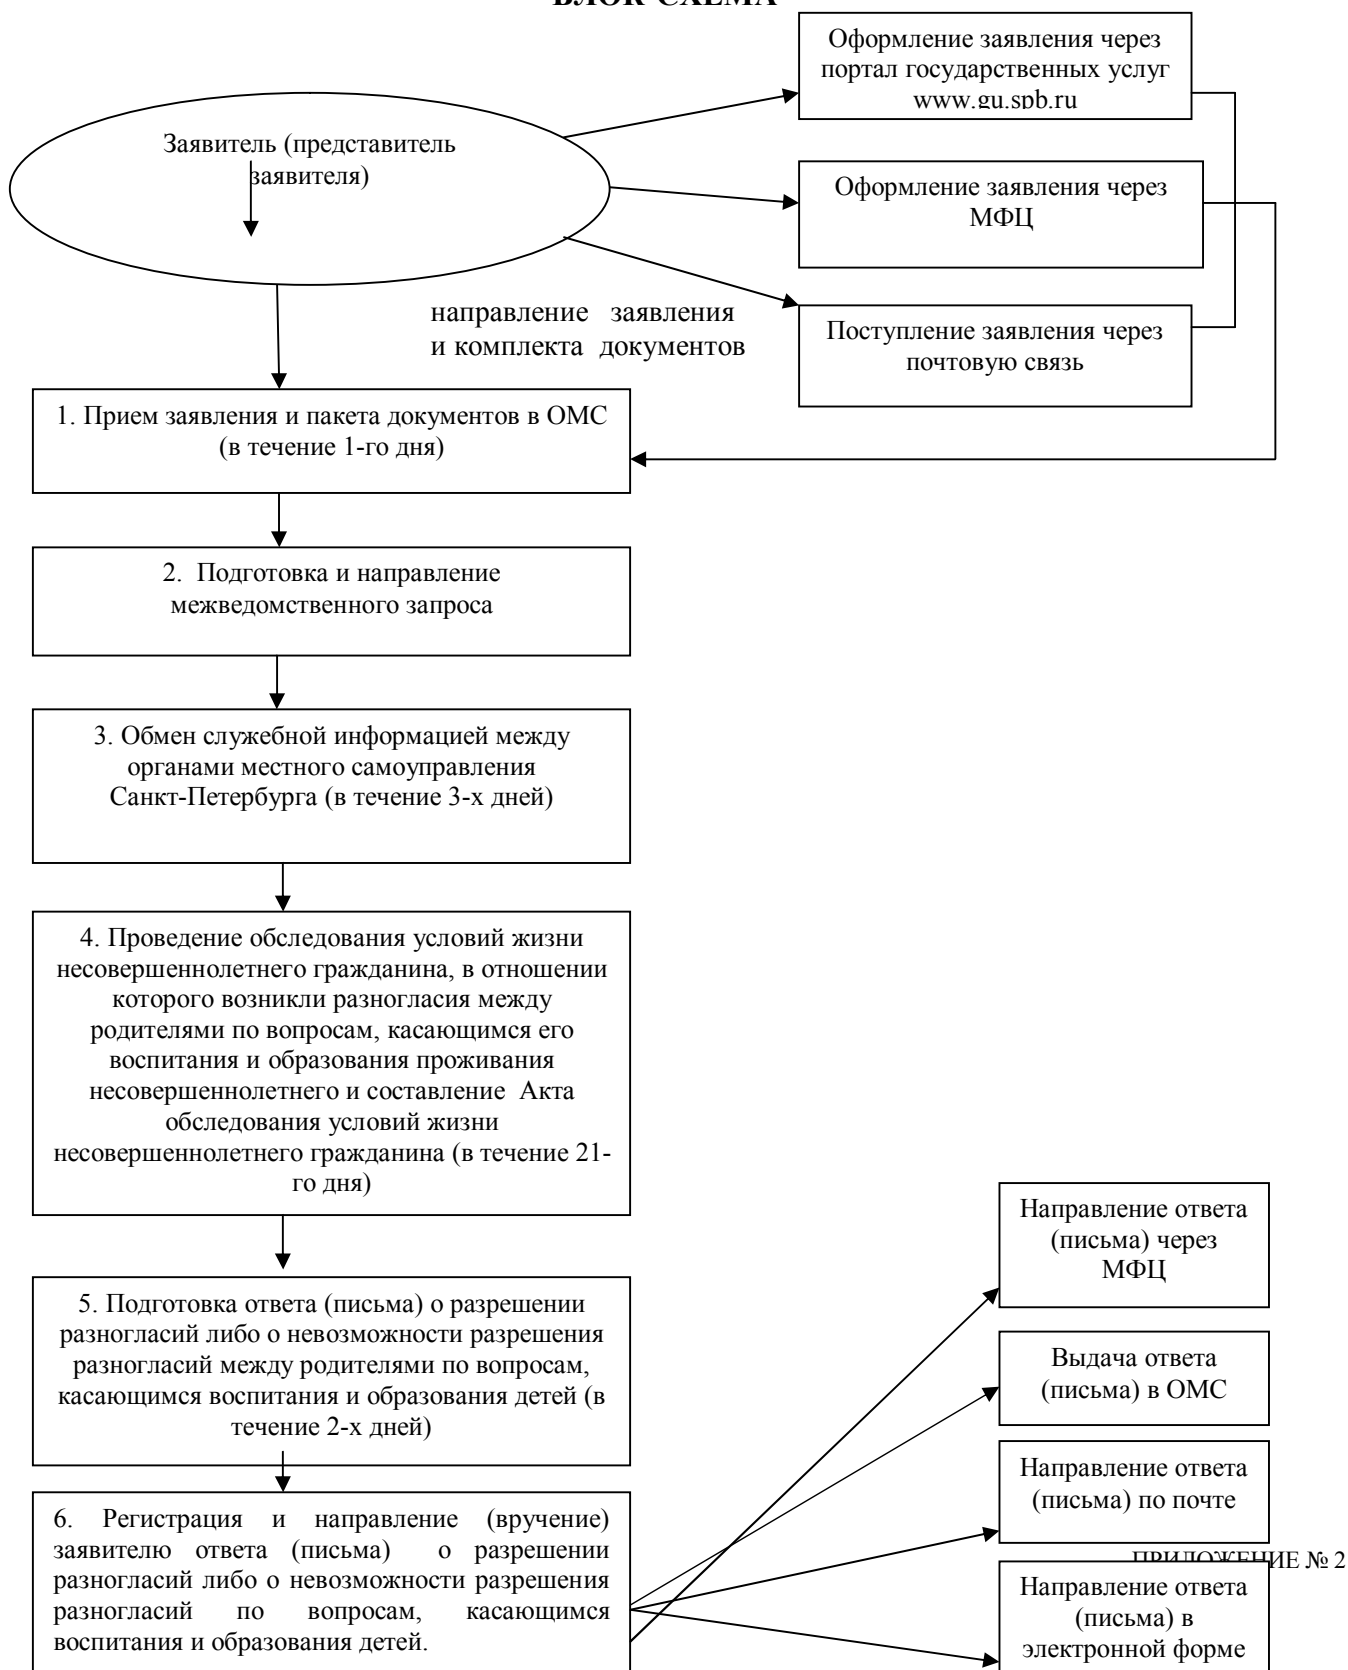 БЛОК-СХЕМА
Оформление заявления через
портал государственных услуг
www.gu.spb.ru
Заявитель (представитель
заявителя)
Оформление заявления через
МФЦ
направление заявления
и комплекта документов
Поступление заявления через
почтовую связь
1. Прием заявления и пакета документов в ОМС
(в течение 1-го дня)
2. Подготовка и направление
межведомственного запроса
3. Обмен служебной информацией между
органами местного самоуправления
Санкт-Петербурга (в течение 3-х дней)
4. Проведение обследования условий жизни
несовершеннолетнего гражданина, в отношении
которого возникли разногласия между
родителями по вопросам, касающимся его
воспитания и образования проживания
несовершеннолетнего и составление Акта
обследования условий жизни
несовершеннолетнего гражданина (в течение 21-
го дня)
5. Подготовка ответа (письма) о разрешении
разногласий либо о невозможности разрешения
разногласий между родителями по вопросам,
касающимся воспитания и образования детей (в
течение 2-х дней)
6. Регистрация и направление (вручение)
заявителю ответа (письма) о разрешении
разногласий либо о невозможности разрешения
разногласий по вопросам, касающимся
воспитания и образования детей.
Направление ответа
(письма) через
МФЦ
Выдача ответа
(письма) в ОМС
Направление ответа
(письма) по почте
ПРИЛОЖЕНИЕ № 2
Направление ответа
(письма) в
электронной форме